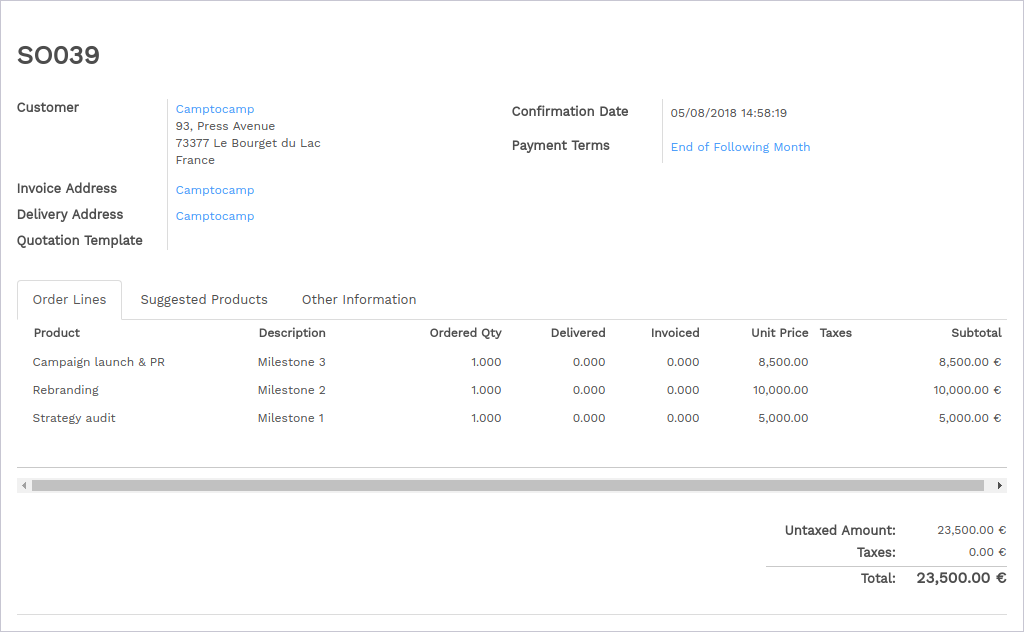 SO039
Customer
Camptocamp
93, Press Avenue
73377 Le Bourget du Lac
France
Confirmation Date 05/08/2018 14:58:19
Payment Terms End of Following Month
Invoice Address Camptocamp
Delivery Address Camptocamp
Quotation Template
Order Lines Suggested Products Other Information
Product Description Ordered Qty Delivered Invoiced Unit Price Taxes Subtotal
Campaign launch & PR Milestone 3 1.000 0.000 0.000 8,500.00 8,500.00 €
Rebranding Milestone 2 1.000 0.000 0.000 10,000.00 10,000.00 €
Strategy audit Milestone 1 1.000 0.000 0.000 5,000.00 5,000.00 €
Untaxed Amount: 23,500.00 €
Taxes: 0.00 €
Total: 23,500.00 €